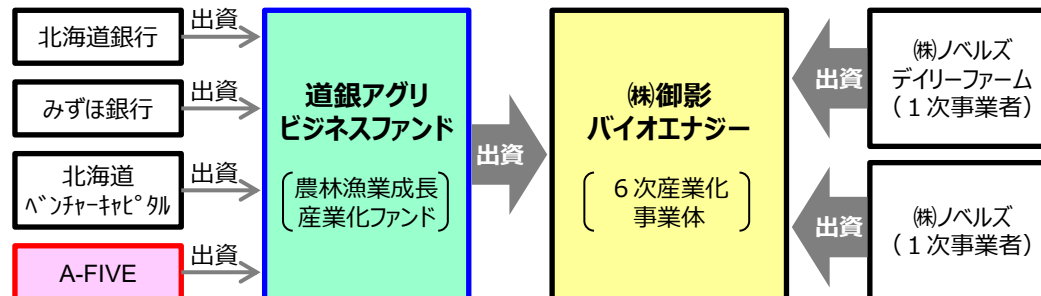 北海道銀行
出資
みずほ銀行
出資
北海道
ﾍﾞﾝﾁｬｰｷｬﾋﾟﾀﾙ
出資
A-FIVE
出資
道銀アグリ
ビジネスファンド
農林漁業成長
産業化ファンド
出資
㈱御影
バイオエナジー
６次産業化
事業体
出資
㈱ノベルズ
デイリーファーム
（１次事業者）
出資
㈱ノベルズ
（１次事業者）